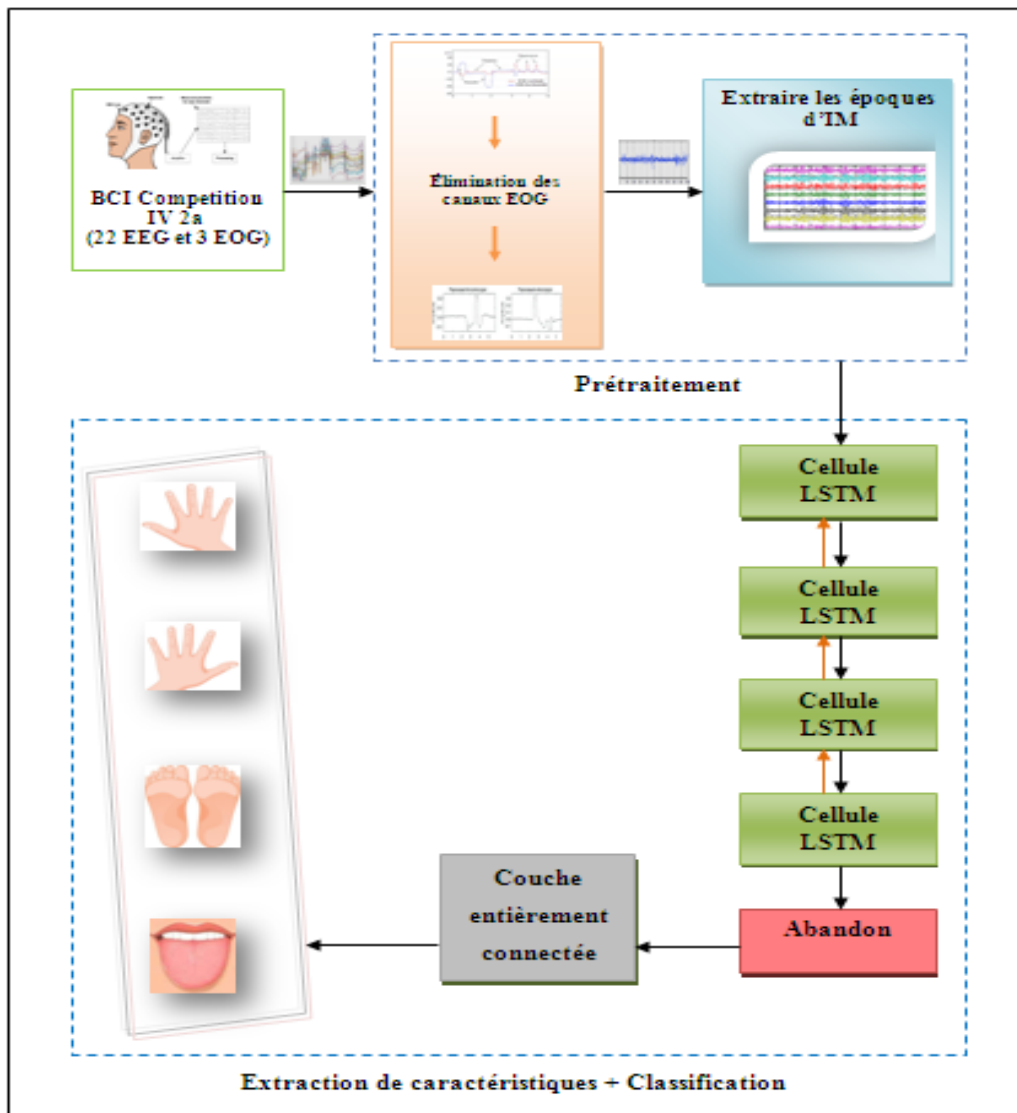 BCI Competition
IV 2a
(22 EEG et 3 EOG)
Élimination des
canaux EOG
Extraire les époques
d'IM
Prétraitement
Cellule
LSTM
Cellule
LSTM
Cellule
LSTM
Cellule
LSTM
Abandon
Couche
entièrement
connectée
Extraction de caractéristiques + Classification